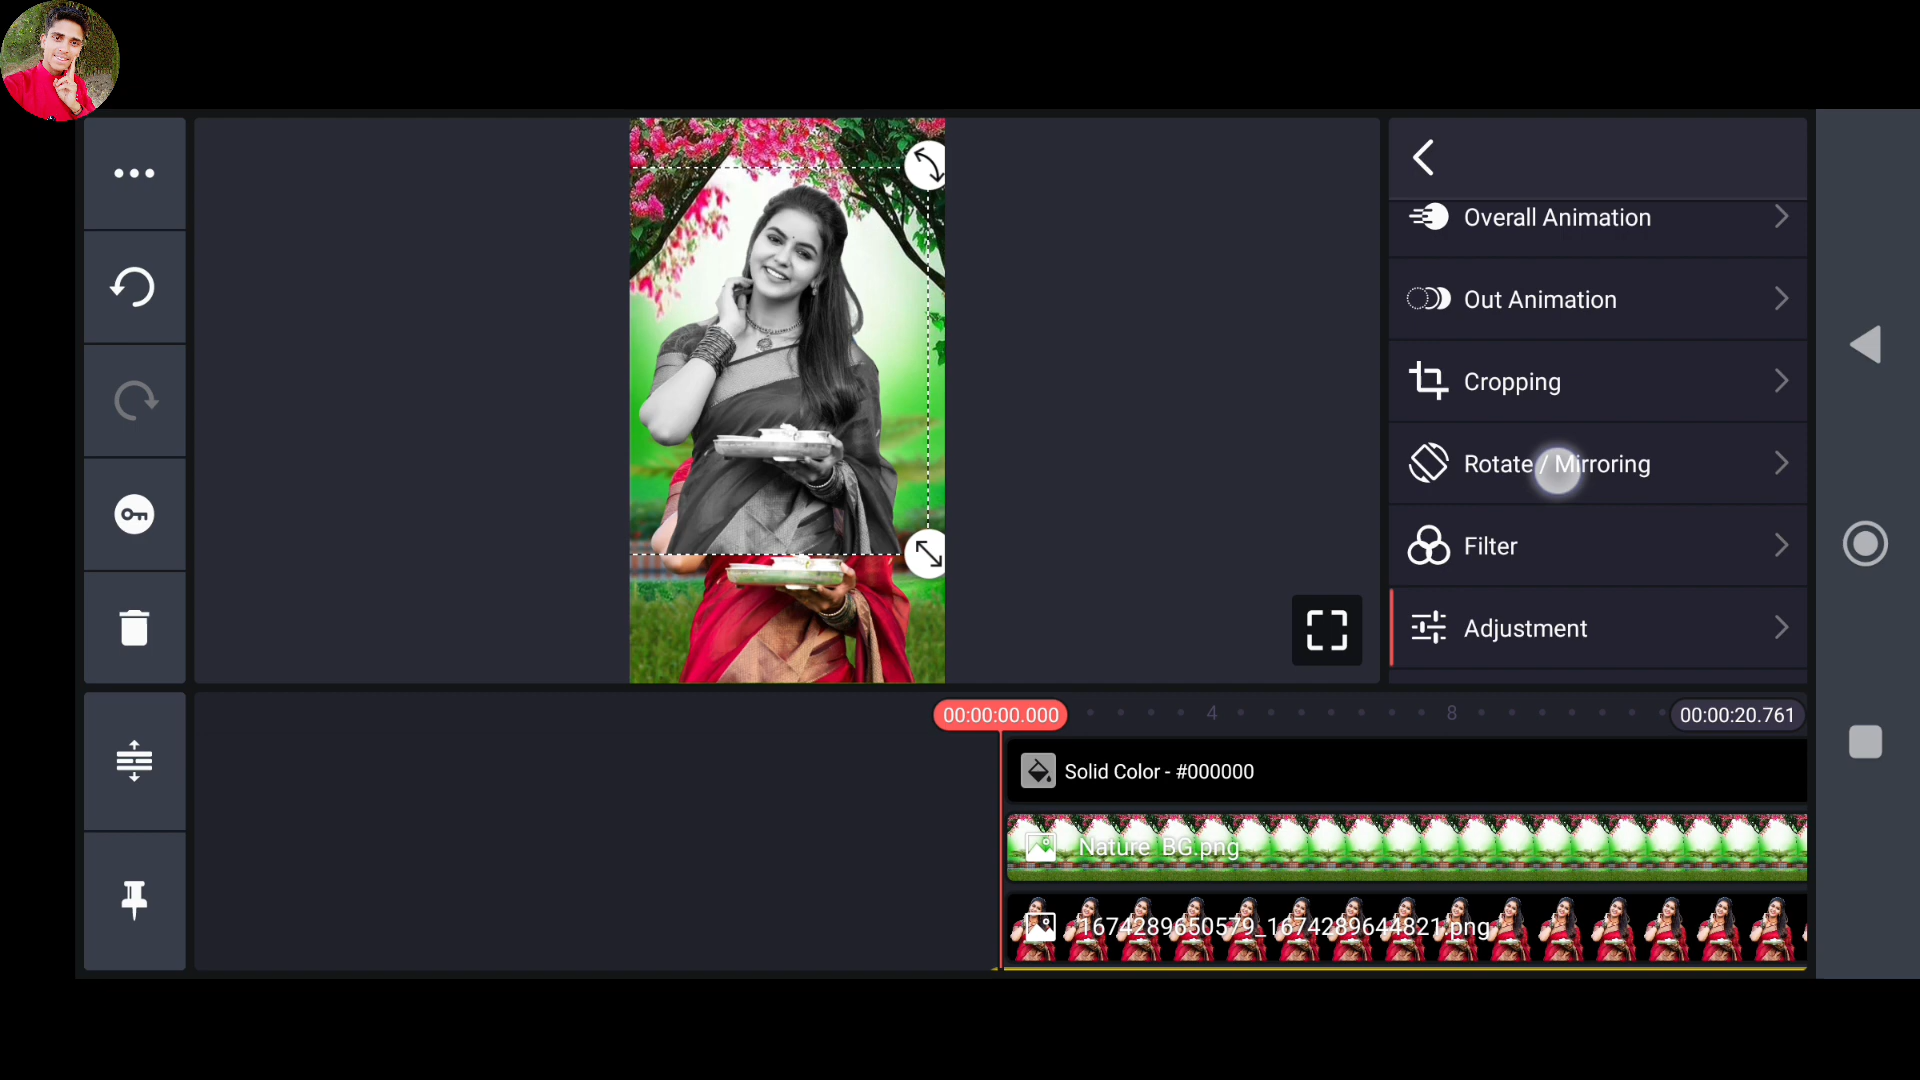 Overall Animation
Out Animation
Cropping
Rotate / Mirroring
Filter
Adjustment
00:00:00.000
4
8
00:00:20.761
Solid Color - #000000
Nature BG.png
1674289650579_1674289644821.png